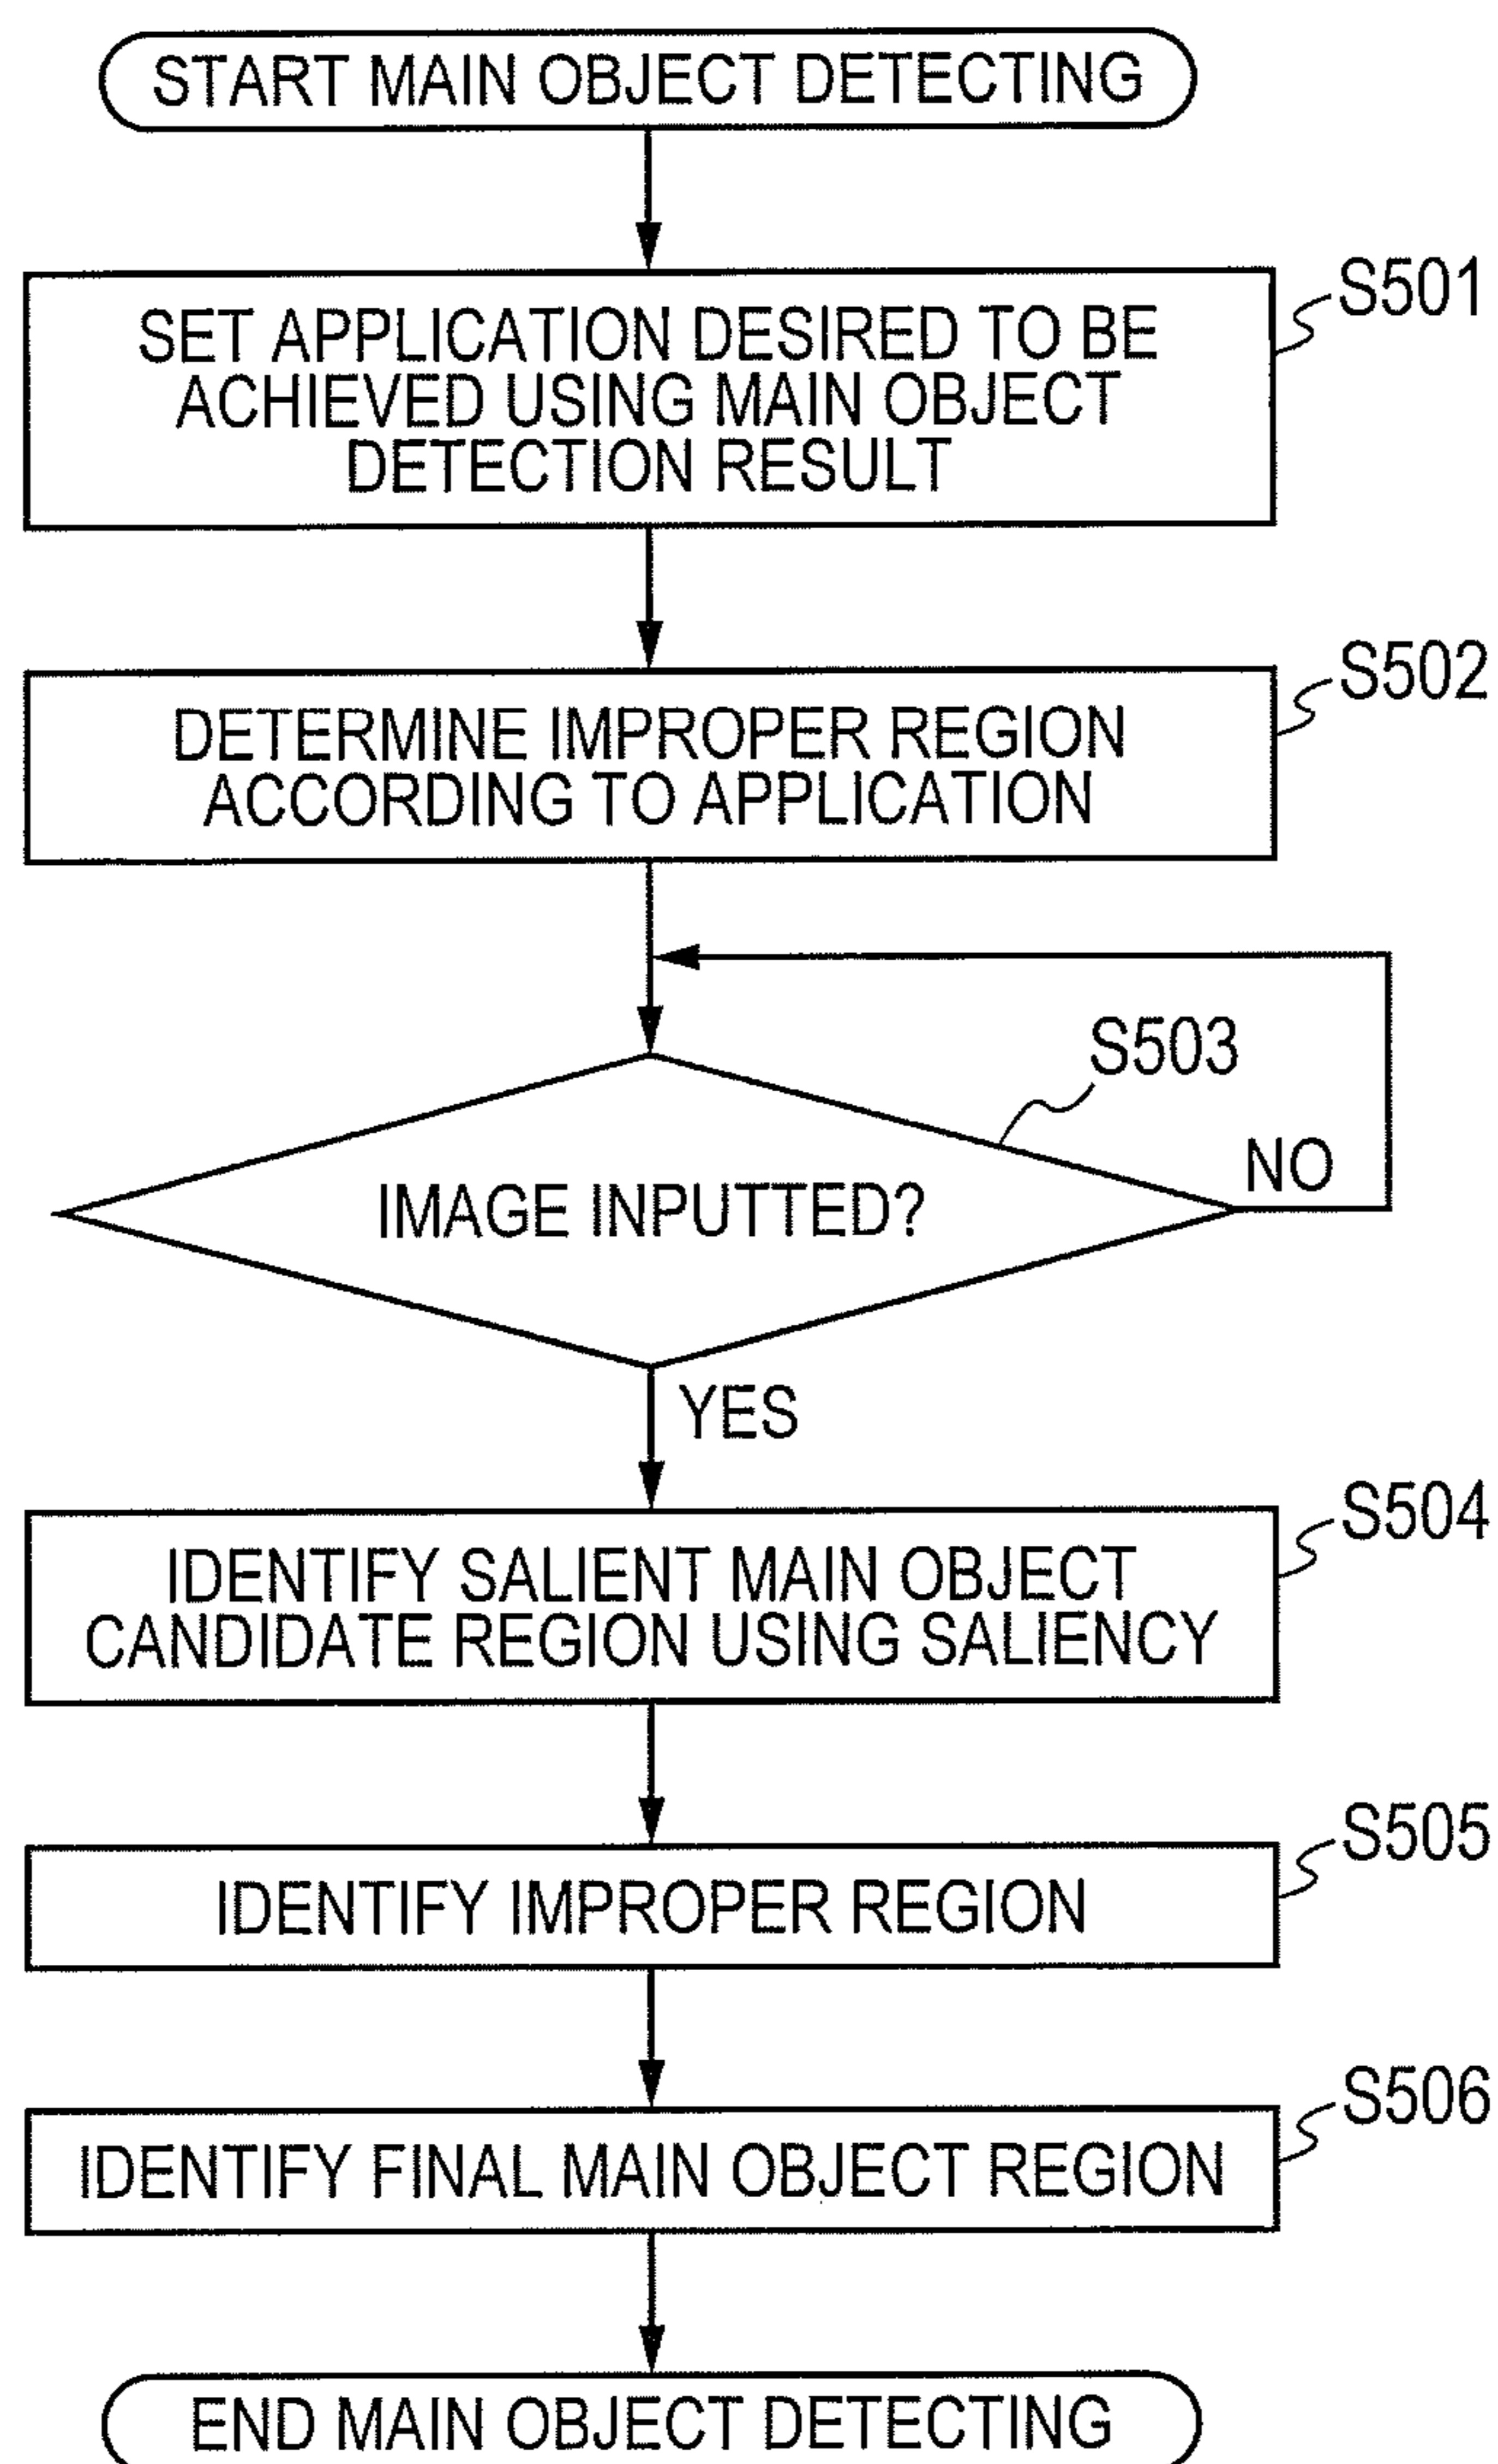 START MAIN OBJECT DETECTING
S501
SET APPLICATION DESIRED TO BE
ACHIEVED USING MAIN OBJECT
DETECTION RESULT
S502
DETERMINE IMPROPER REGION
ACCORDING TO APPLICATION
S503
IMAGE INPUTTED?
NO
YES
S504
IDENTIFY SALIENT MAIN OBJECT
CANDIDATE REGION USING SALIENCY
S505
IDENTIFY IMPROPER REGION
S506
IDENTIFY FINAL MAIN OBJECT REGION
END MAIN OBJECT DETECTING